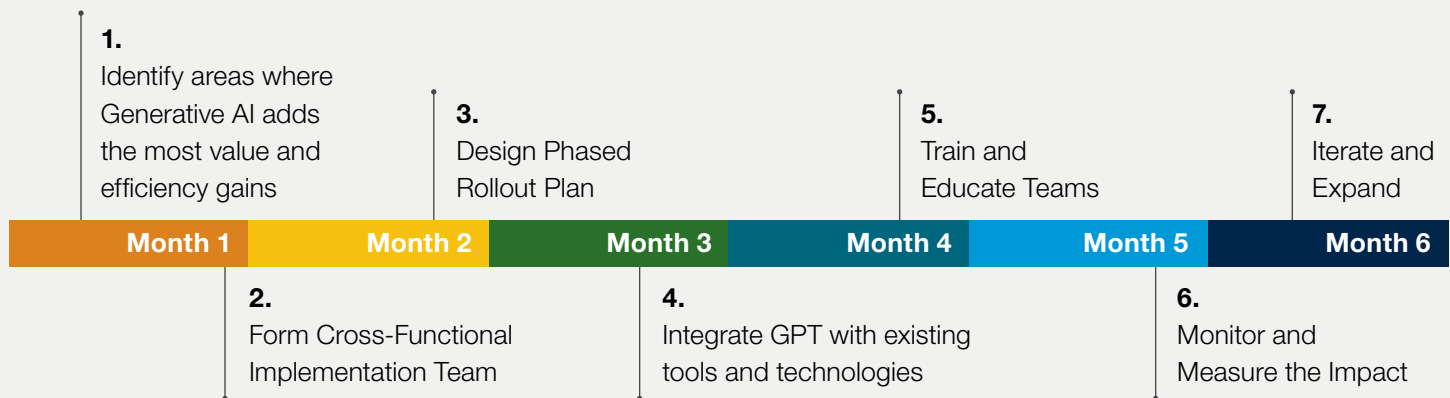 1.
Identify areas where
Generative AI adds
the most value and
efficiency gains
3.
Design Phased
Rollout Plan
5.
Train and
Educate Teams
7.
Iterate and
Expand
Month 1
Month 2
Month 3
Month 4
Month 5
Month 6
2.
Form Cross-Functional
Implementation Team
4.
Integrate GPT with existing
tools and technologies
6.
Monitor and
Measure the Impact